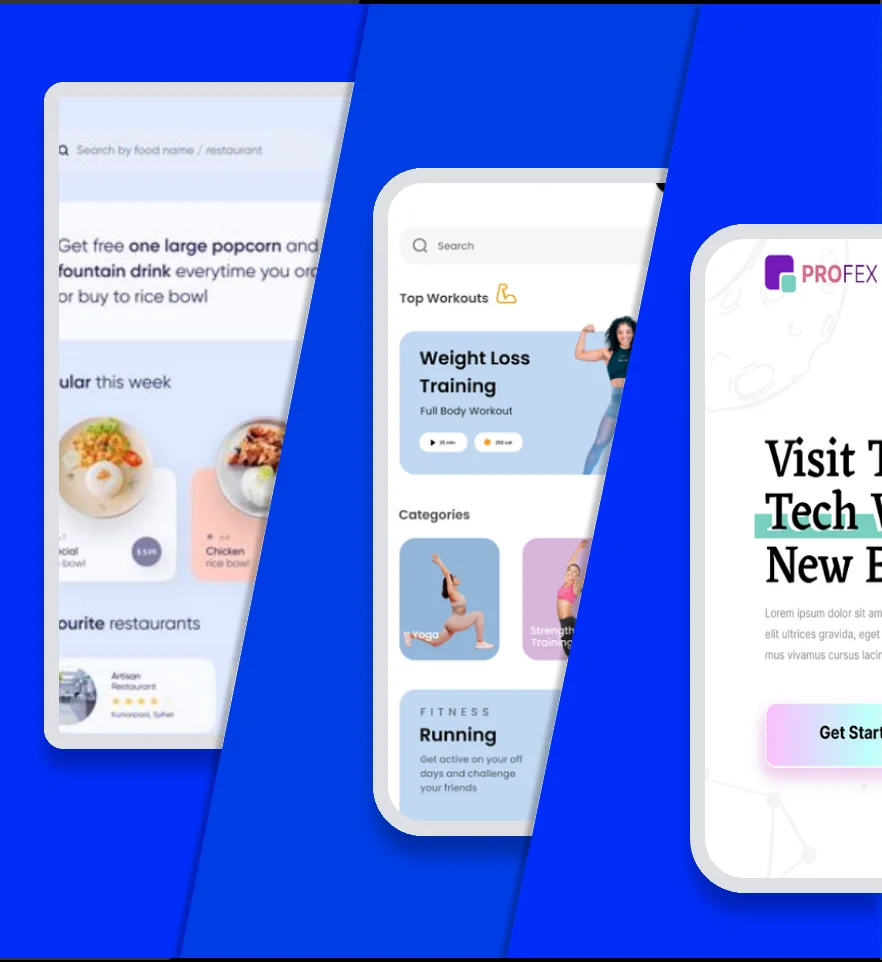 Search by food name / restaurant
Get free one large popcorn and
fountain drink everytime you ord
or buy to rice bowl
ular this week
cial
bowl
$ 5.99
Chicken
rice bowl
ourite restaurants
Artisan
Restaurant
Kumarpara, Sylhet
Search
Top Workouts
Weight Loss
Training
Full Body Workout
25 min
250 cal
Categories
Yoga
Strength
Training
FITNESS
Running
Get active on your off
days and challenge
your friends
PROFEX
Visit T
Tech
New E
Lorem ipsum dolor sit am
elit ultrices gravida, eget
mus vivamus cursus lacin
Get Start